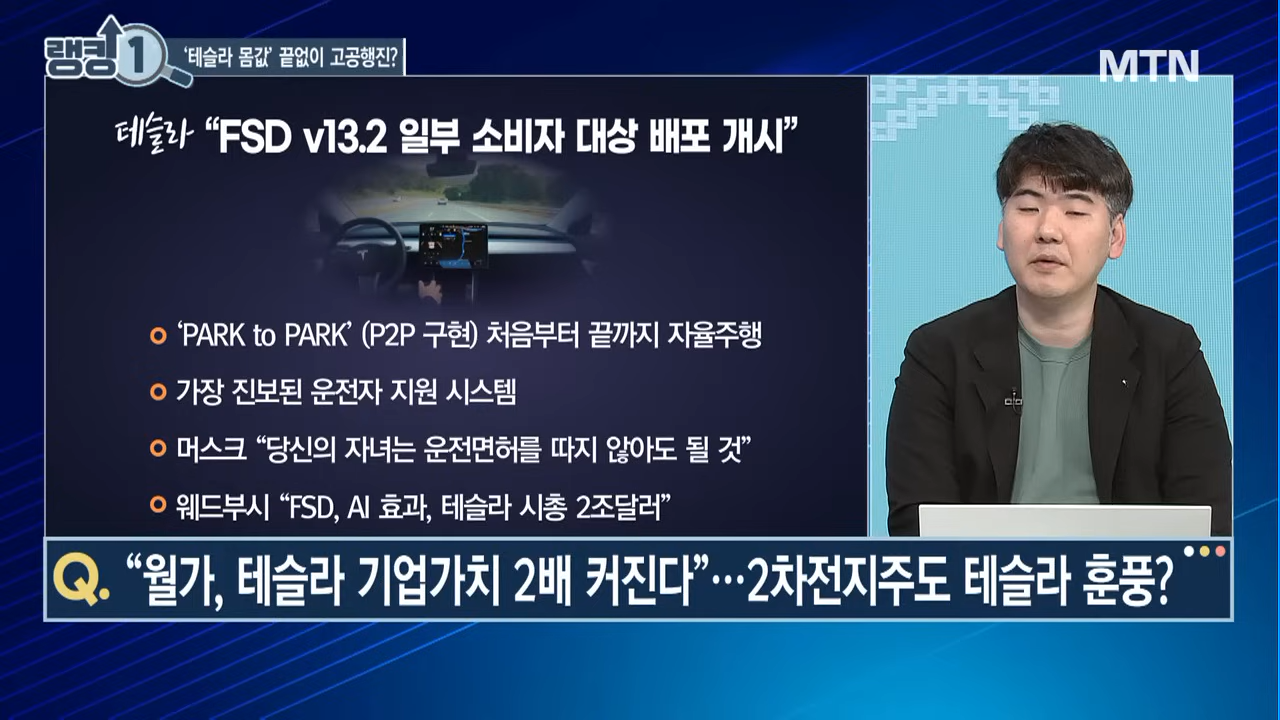 랭킹 1
‘테슬라 몸값’ 끝없이 고공행진?
MTN
테슬라 “FSD v13.2 일부 소비자 대상 배포 개시”
‘PARK to PARK’ (P2P 구현) 처음부터 끝까지 자율주행
가장 진보된 운전자 지원 시스템
머스크 “당신의 자녀는 운전면허를 따지 않아도 될 것”
웨드부시 “FSD, AI 효과, 테슬라 시총 2조달러”
Q. “월가, 테슬라 기업가치 2배 커진다”…2차전지주도 테슬라 훈풍?